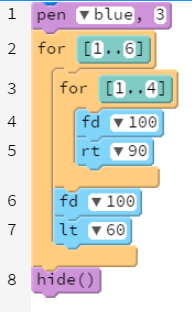 1 pen ▼blue, 3
2 for [1..6]
3 for [1..4]
4 fd ▼100
5 rt ▼90
6 fd ▼100
7 lt ▼60
8 hide()